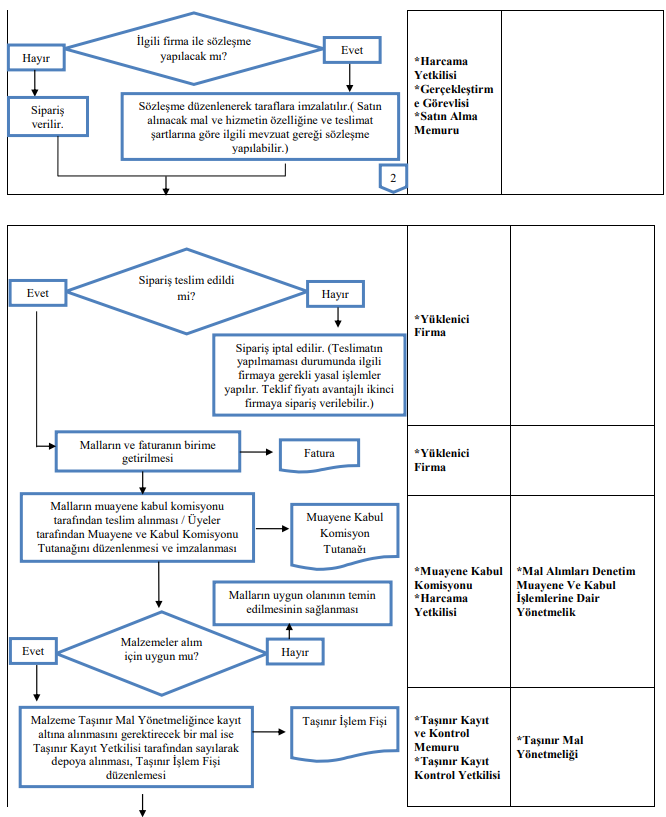 İlgili firma ile sözleşme
yapılacak mı?
Hayır
Evet
Sipariş
verilir.
Sözleşme düzenlenerek taraflara imzalatılır.( Satın
alınacak mal ve hizmetin özelliğine ve teslimat
şartlarına göre ilgili mevzuat gereği sözleşme
yapılabilir.)
2
*Harcama
Yetkilisi
*Gerçekleştirm
e Görevlisi
*Satın Alma
Memuru
Sipariş teslim edildi
mi?
Evet
Hayır
Sipariş iptal edilir. (Teslimatın
yapılmaması durumunda ilgili
firmaya gerekli yasal işlemler
yapılır. Teklif fiyatı avantajlı ikinci
firmaya sipariş verilebilir.)
*Yüklenici
Firma
Malların ve faturanın birime
getirilmesi
Fatura
*Yüklenici
Firma
Malların muayene kabul komisyonu
tarafından teslim alınması / Üyeler
tarafından Muayene ve Kabul Komisyonu
Tutanağını düzenlenmesi ve imzalanması
Muayene Kabul
Komisyon
Tutanağı
Malların uygun olanının temin
edilmesinin sağlanması
Malzemeler alım
için uygun mu?
Evet
Hayır
*Muayene Kabul
Komisyonu
*Harcama
Yetkilisi
*Mal Alımları Denetim
Muayene Ve Kabul
İşlemlerine Dair
Yönetmelik
Malzeme Taşınır Mal Yönetmeliğince kayıt
altına alınmasını gerektirecek bir mal ise
Taşınır Kayıt Yetkilisi tarafından sayılarak
depoya alınması, Taşınır İşlem Fişi
düzenlemesi
Taşınır İşlem Fişi
*Taşınır Kayıt
ve Kontrol
Memuru
*Taşınır Kayıt
Kontrol Yetkilisi
*Taşınır Mal
Yönetmeliği